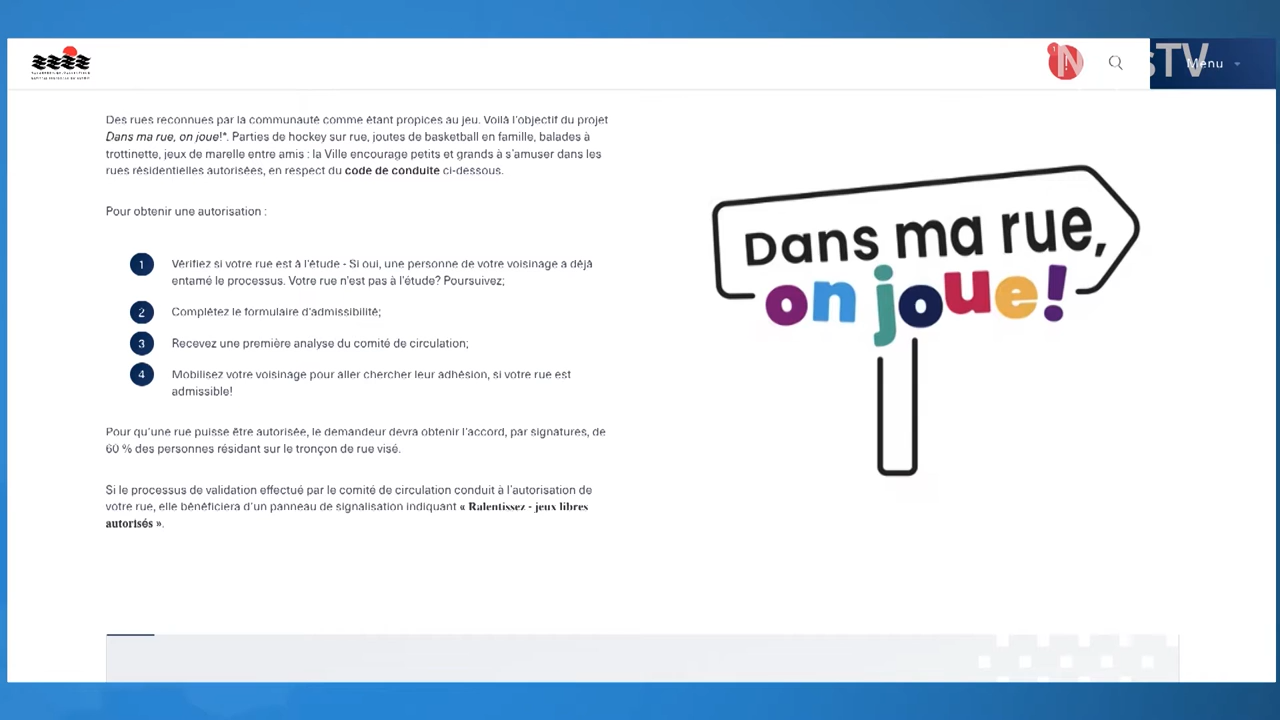 1
Menu
Des rues reconnues par la communauté comme étant propices au jeu. Voilà l'objectif du projet
Dans ma rue, on joue!*. Parties de hockey sur rue, joutes de basketball en famille, balades à
trottinette, jeux de marelle entre amis : la Ville encourage petits et grands à s'amuser dans les
rues résidentielles autorisées, en respect du code de conduite ci-dessous.
Pour obtenir une autorisation :
1 Vérifiez si votre rue est à l'étude - Si oui, une personne de votre voisinage a déjà
entamé le processus. Votre rue n'est pas à l'étude? Poursuivez;
2 Complétez le formulaire d'admissibilité;
3 Recevez une première analyse du comité de circulation;
4 Mobilisez votre voisinage pour aller chercher leur adhésion, si votre rue est
admissible!
Pour qu'une rue puisse être autorisée, le demandeur devra obtenir l'accord, par signatures, de
60 % des personnes résidant sur le tronçon de rue visé.
Si le processus de validation effectué par le comité de circulation conduit à l'autorisation de
votre rue, elle bénéficiera d'un panneau de signalisation indiquant « Ralentissez - jeux libres
autorisés ».
Dans ma rue,
on joue!